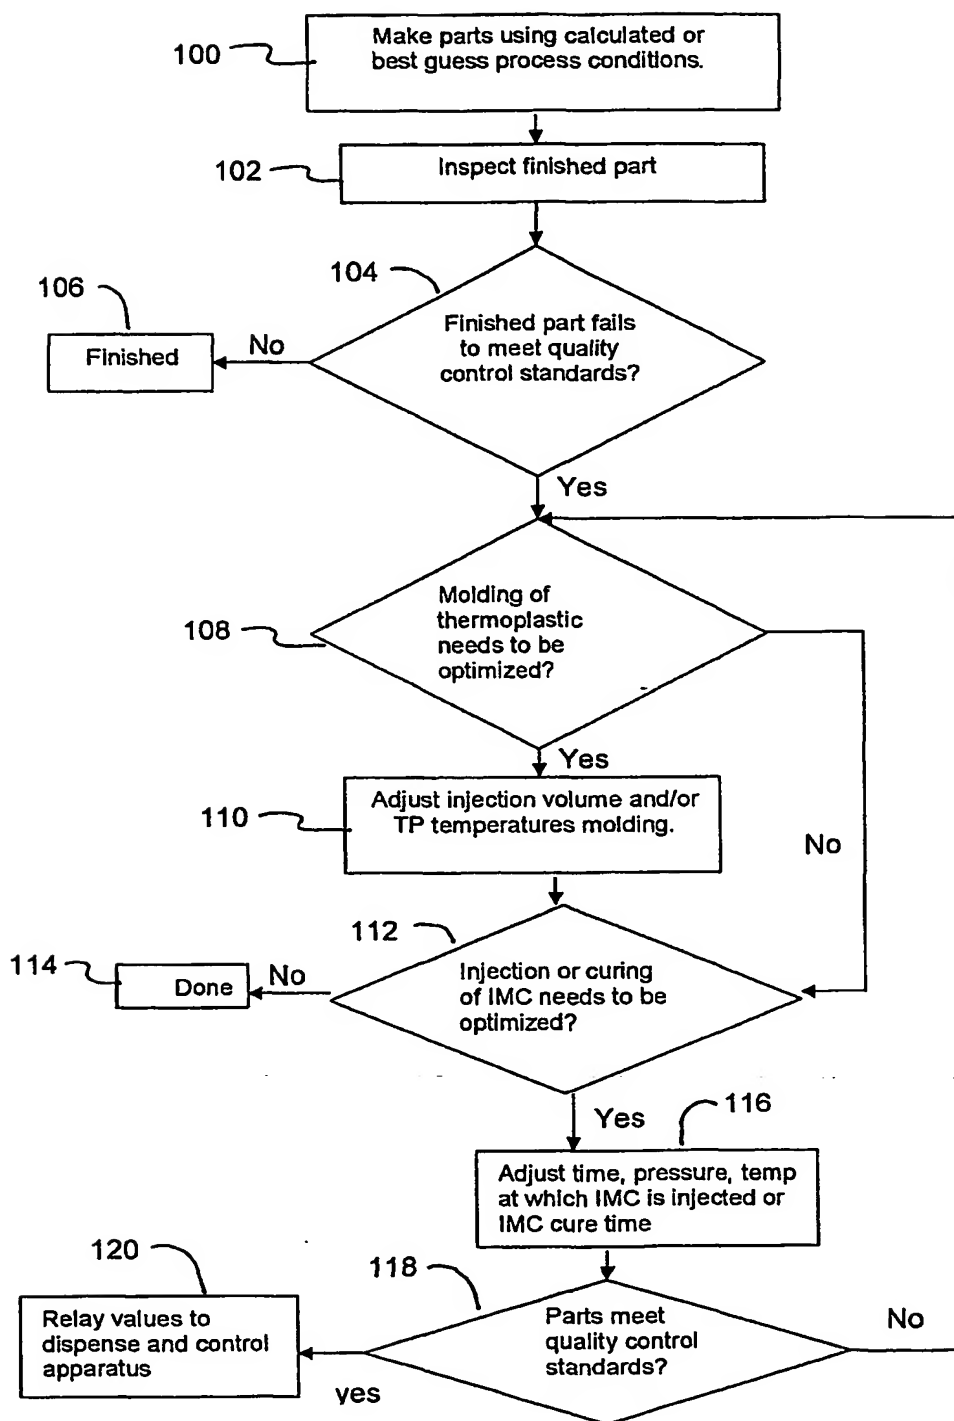 Make parts using calculated or
best guess process conditions.
100
Inspect finished part
102
104
106
Finished part fails
to meet quality
control standards?
No
Finished
Yes
Molding of
thermoplastic
needs to be
optimized?
108
Yes
Adjust injection volume and/or
TP temperatures molding.
110
No
112
Injection or curing
of IMC needs to be
optimized?
114
No
Done
Yes
116
Adjust time, pressure, temp
at which IMC is injected or
IMC cure time
120
118
Parts meet
quality control
standards?
No
Relay values to
dispense and control
apparatus
yes